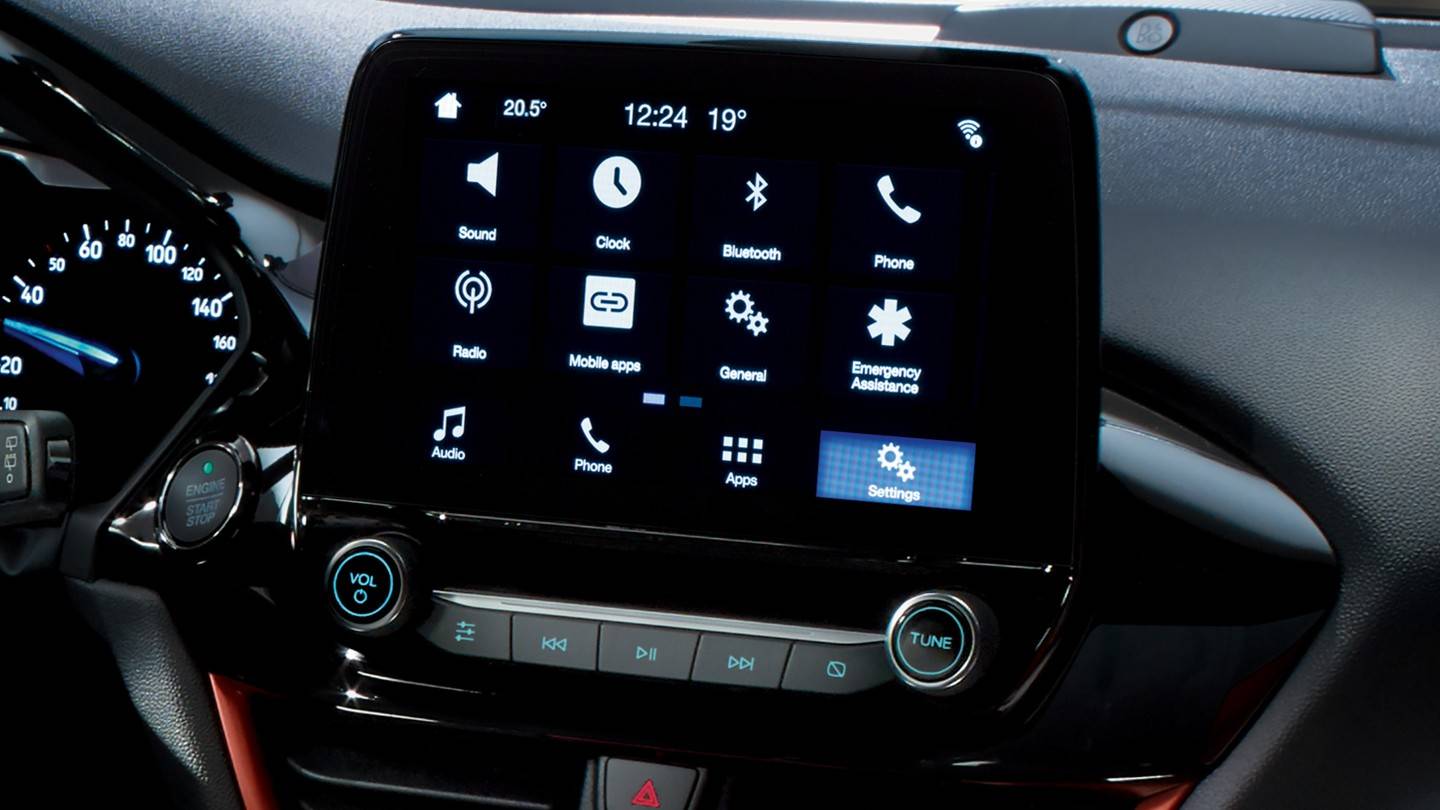 20.5° 12:24 19°
Sound Clock Bluetooth Phone
Radio Mobile apps General Emergency
Assistance
Audio Phone Apps Settings
10
20
40
50
60
80
100
120
140
160
ENGINE
START
STOP
VOL
TUNE